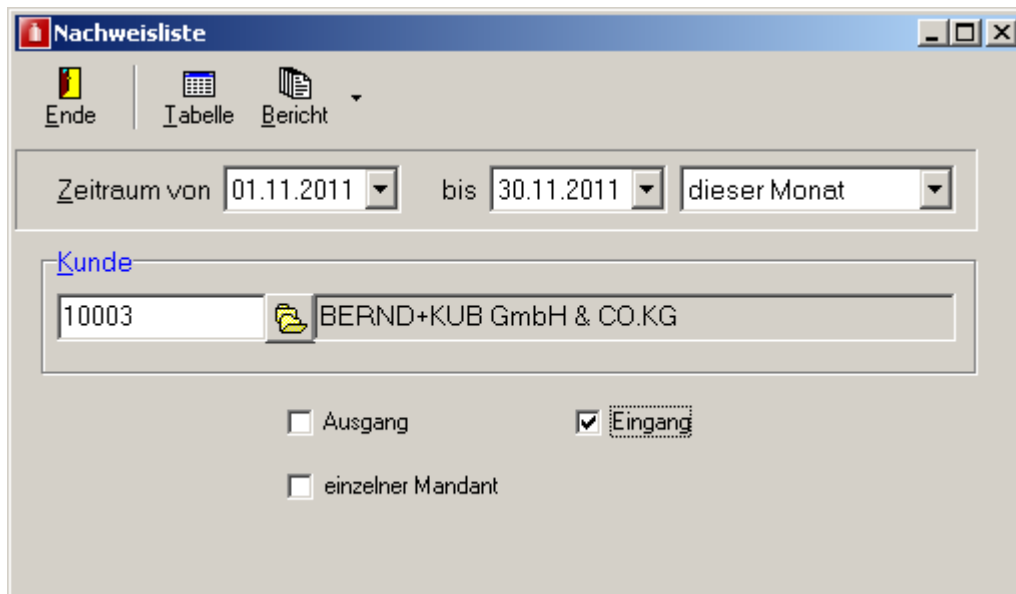 Nachweisliste
Ende Tabelle Bericht
Zeitraum von 01.11.2011 bis 30.11.2011 dieser Monat
Kunde
10003 BERND+KUB GmbH & CO.KG
Ausgang Eingang
einzelner Mandant